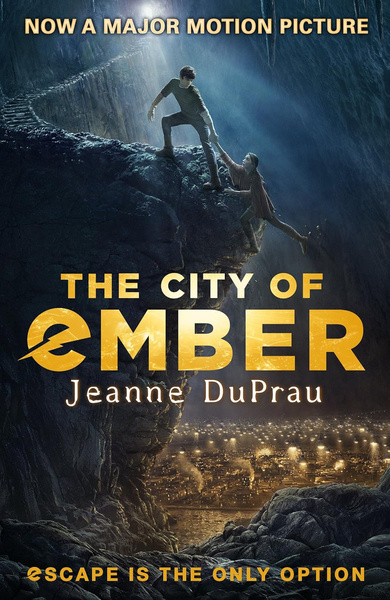 NOW A MAJOR MOTION PICTURE
THE CITY OF
eMBER
Jeanne DuPrau
eSCAPE IS THE ONLY OPTION